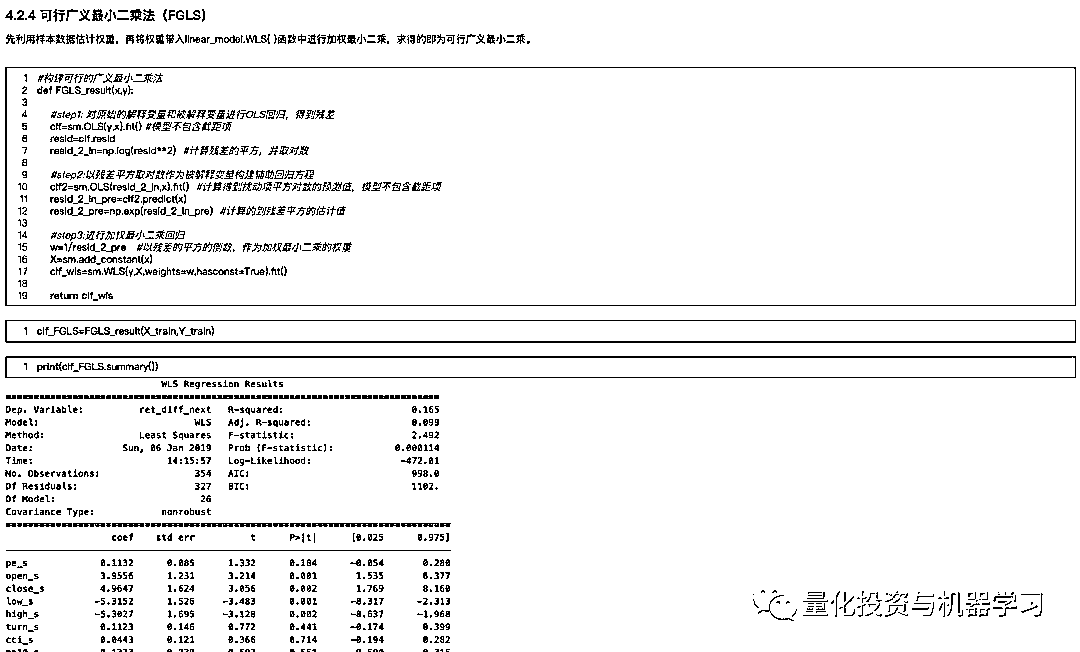 4.2.4 可行广义最小二乘法（FGLS）
先利用样本数据估计权重，再将权重带入linear_model.WLS( )函数中进行加权最小二乘，求得的即为可行广义最小二乘。
1 #构建可行的广义最小二乘法
2 def FGLS_result(x,y):
3
4 #step1: 对原始的解释变量和被解释变量进行OLS回归，得到残差
5 clf=sm.OLS(y,x).fit() #模型不包含截距项
6 resid=clf.resid
7 resid_2_ln=np.log(resid**2) #计算残差的平方，并取对数
8
9 #step2:以残差平方取对数作为被解释变量构建辅助回归方程
10 clf2=sm.OLS(resid_2_ln,x).fit() #计算得到扰动项平方对数的预测值，模型不包含截距项
11 resid_2_ln_pre=clf2.predict(x)
12 resid_2_pre=np.exp(resid_2_ln_pre) #计算的到残差平方的估计值
13
14 #step3:进行加权最小二乘回归
15 w=1/resid_2_pre #以残差的平方的倒数，作为加权最小二乘的权重
16 X=sm.add_constant(x)
17 clf_wls=sm.WLS(y,X,weights=w,hasconst=True).fit()
18
19 return clf_wls
1 clf_FGLS=FGLS_result(X_train,Y_train)
1 print(clf_FGLS.summary())
WLS Regression Results
Dep. Variable: ret_diff_next R-squared: 0.165
Model: WLS Adj. R-squared: 0.099
Method: Least Squares F-statistic: 2.492
Date: Sun, 06 Jan 2019 Prob (F-statistic): 0.000114
Time: 14:15:57 Log-Likelihood: -472.01
No. Observations: 354 AIC: 998.0
Df Residuals: 327 BIC: 1102.
Df Model: 26
Covariance Type: nonrobust
coef std err t P>|t| [0.025 0.975]
pe_s 0.1132 0.085 1.332 0.184 -0.054 0.280
open_s 3.9556 1.231 3.214 0.001 1.535 6.377
close_s 4.9647 1.624 3.056 0.002 1.769 8.160
low_s -5.3152 1.526 -3.483 0.001 -8.317 -2.313
high_s -5.3027 1.695 -3.128 0.002 -8.637 -1.968
turn_s 0.1123 0.146 0.772 0.441 -0.174 0.399
cti_s 0.0443 0.121 0.366 0.714 -0.194 0.282
量化投资与机器学习